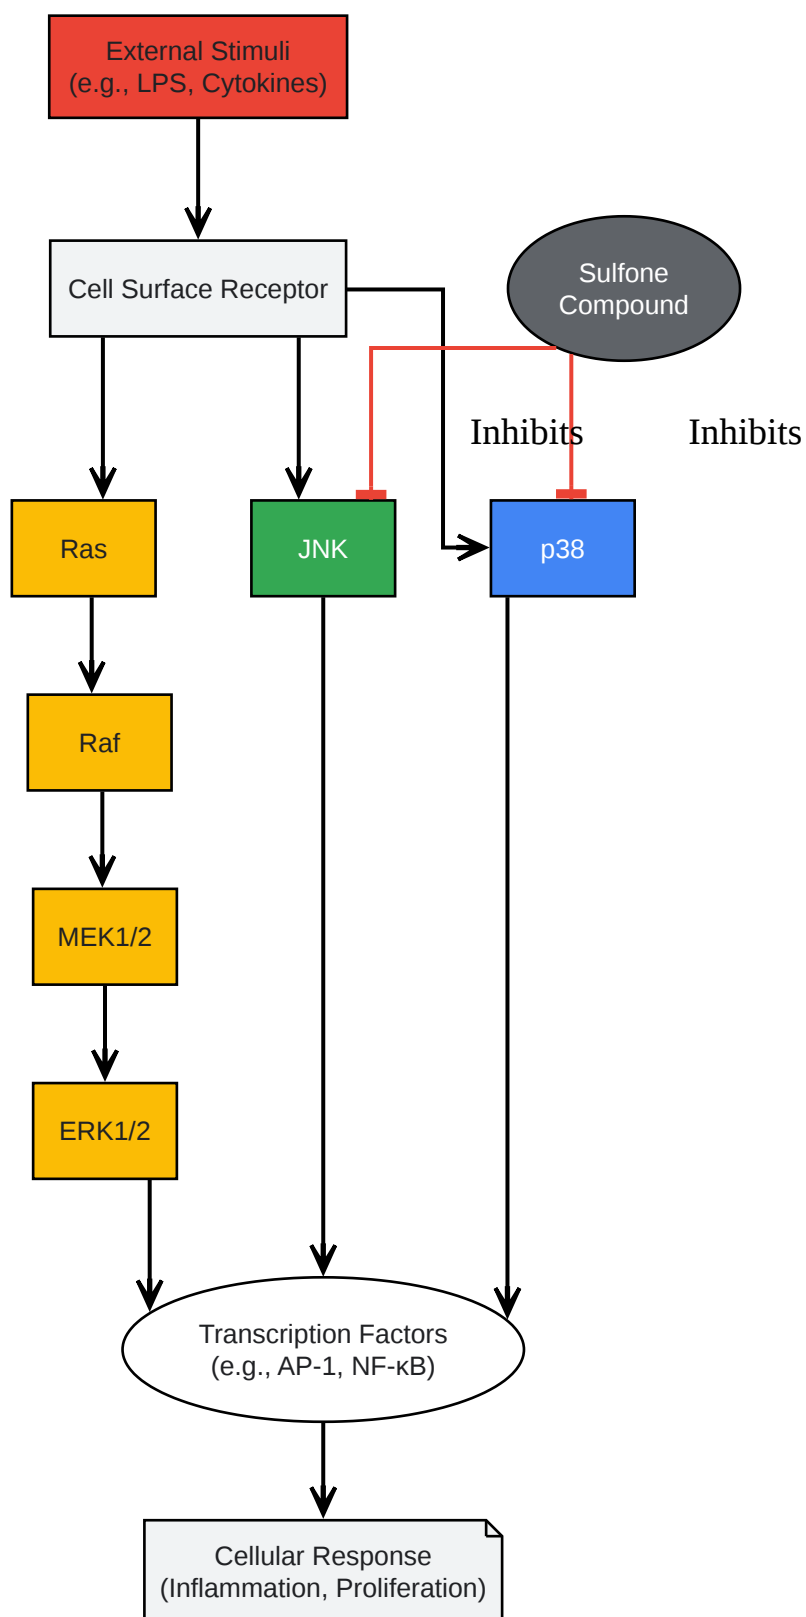 External Stimuli
(e.g., LPS, Cytokines)
Cell Surface Receptor
Sulfone
Compound
Inhibits
Inhibits
Ras
JNK
p38
Raf
MEK1/2
ERK1/2
Transcription Factors
(e.g., AP-1, NF-κB)
Cellular Response
(Inflammation, Proliferation)